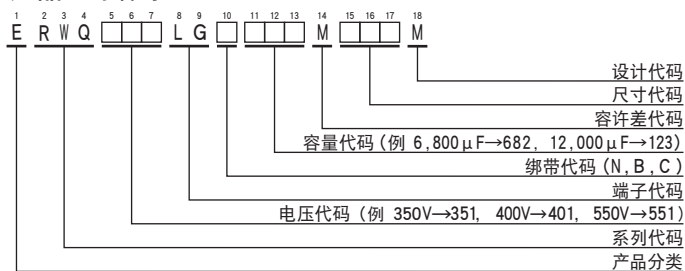 1 2 3 4 5 6 7 8 9 10 11 12 13 14 15 16 17 18
E R W Q □□□ L G □ □□□ M □□□ M
设计代码
尺寸代码
容许差代码
容量代码 (例 6,800μF→682, 12,000μF→123)
绑带代码 (N,B,C)
端子代码
电压代码 (例 350V→351, 400V→401, 550V→551)
系列代码
产品分类